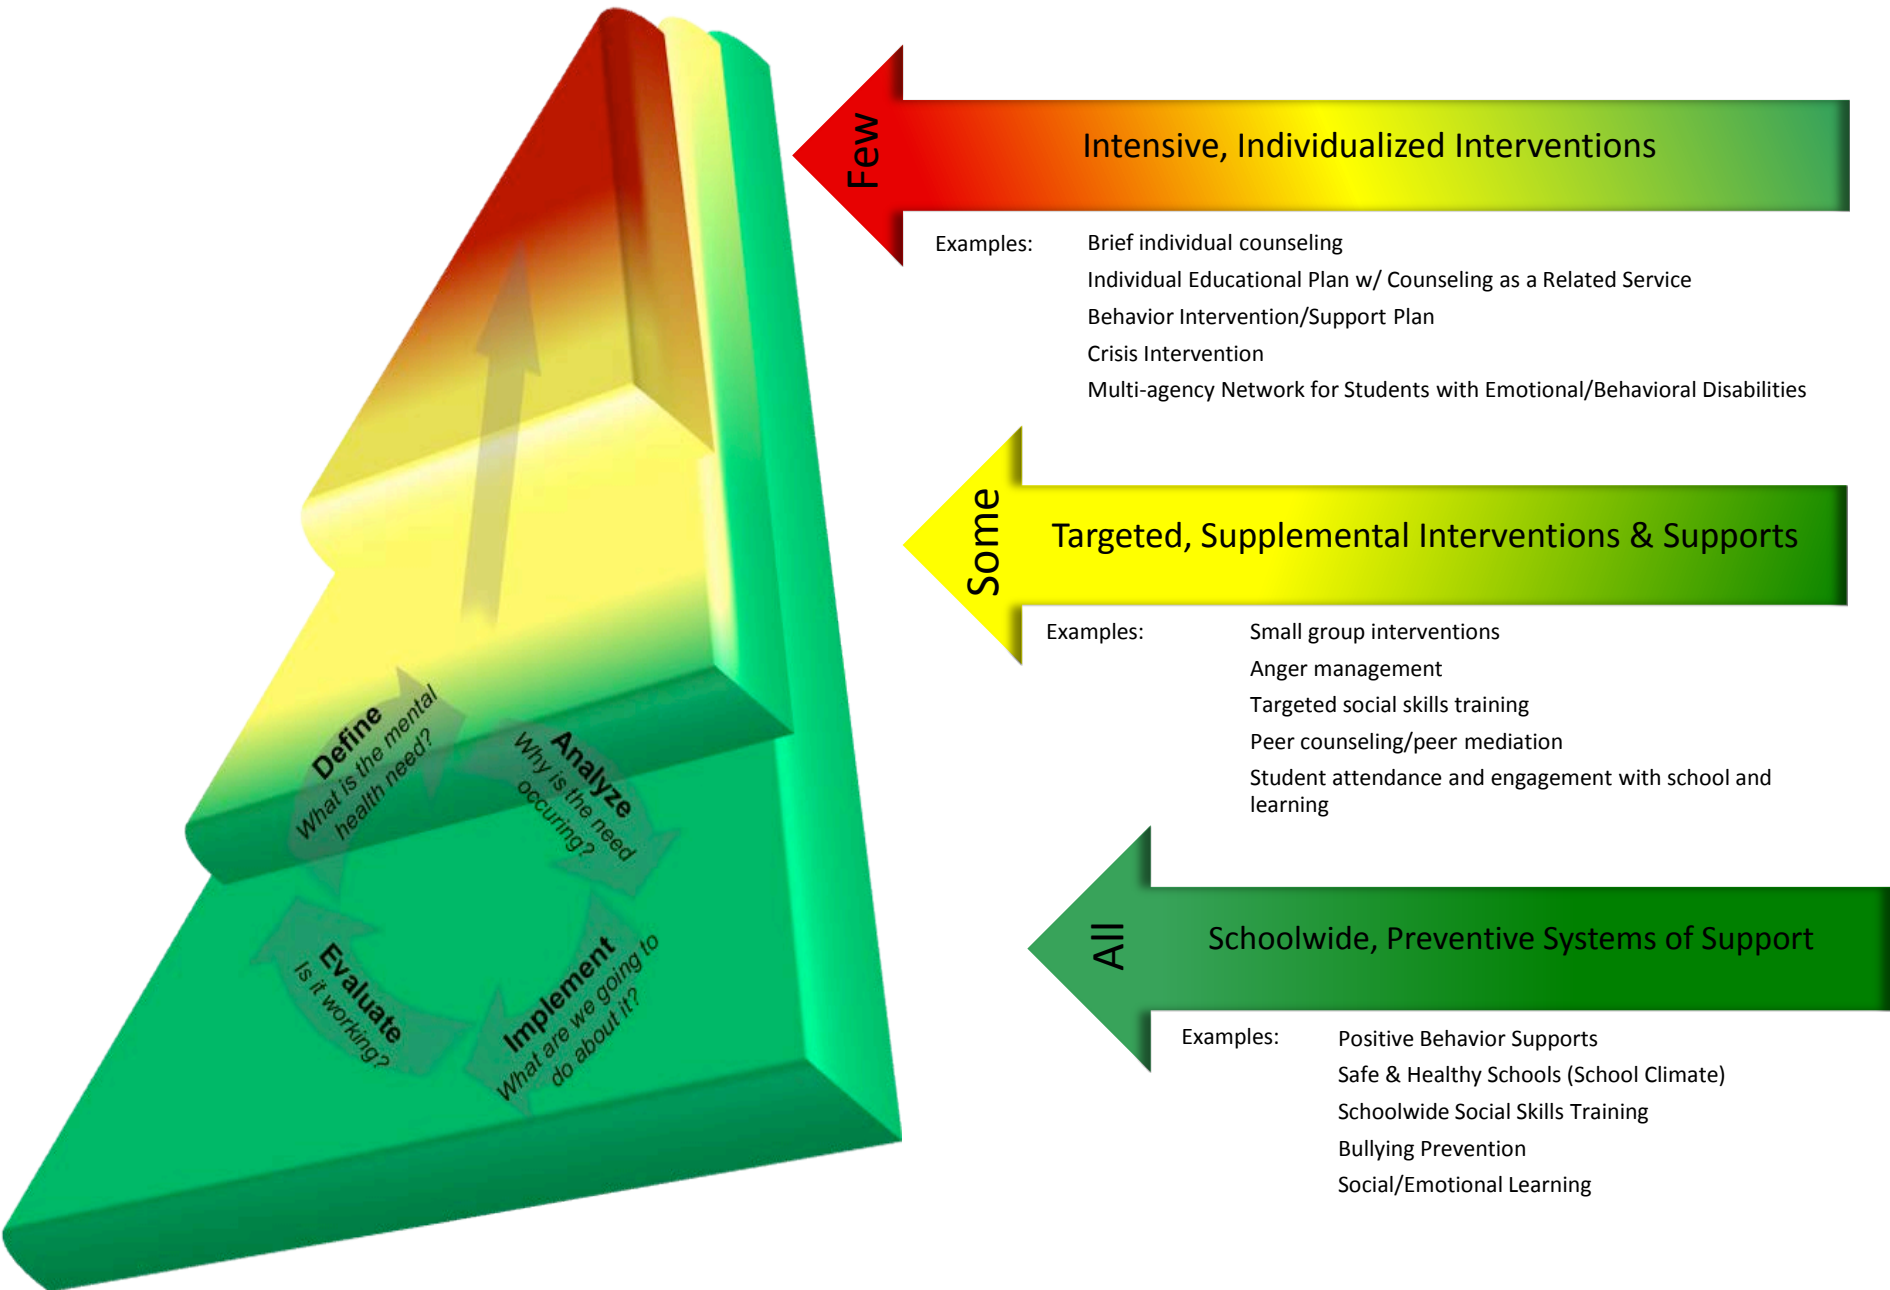 Few
Intensive, Individualized Interventions
Examples:
Brief individual counseling
Individual Educational Plan w/ Counseling as a Related Service
Behavior Intervention/Support Plan
Crisis Intervention
Multi-agency Network for Students with Emotional/Behavioral Disabilities
Some
Targeted, Supplemental Interventions & Supports
Examples:
Small group interventions
Anger management
Targeted social skills training
Peer counseling/peer mediation
Student attendance and engagement with school and
learning
All
Schoolwide, Preventive Systems of Support
Examples:
Positive Behavior Supports
Safe & Healthy Schools (School Climate)
Schoolwide Social Skills Training
Bullying Prevention
Social/Emotional Learning
Define
What is the mental
health need?
Analyze
Why is the need
occuring?
Implement
What are we going to
do about it?
Evaluate
Is it working?